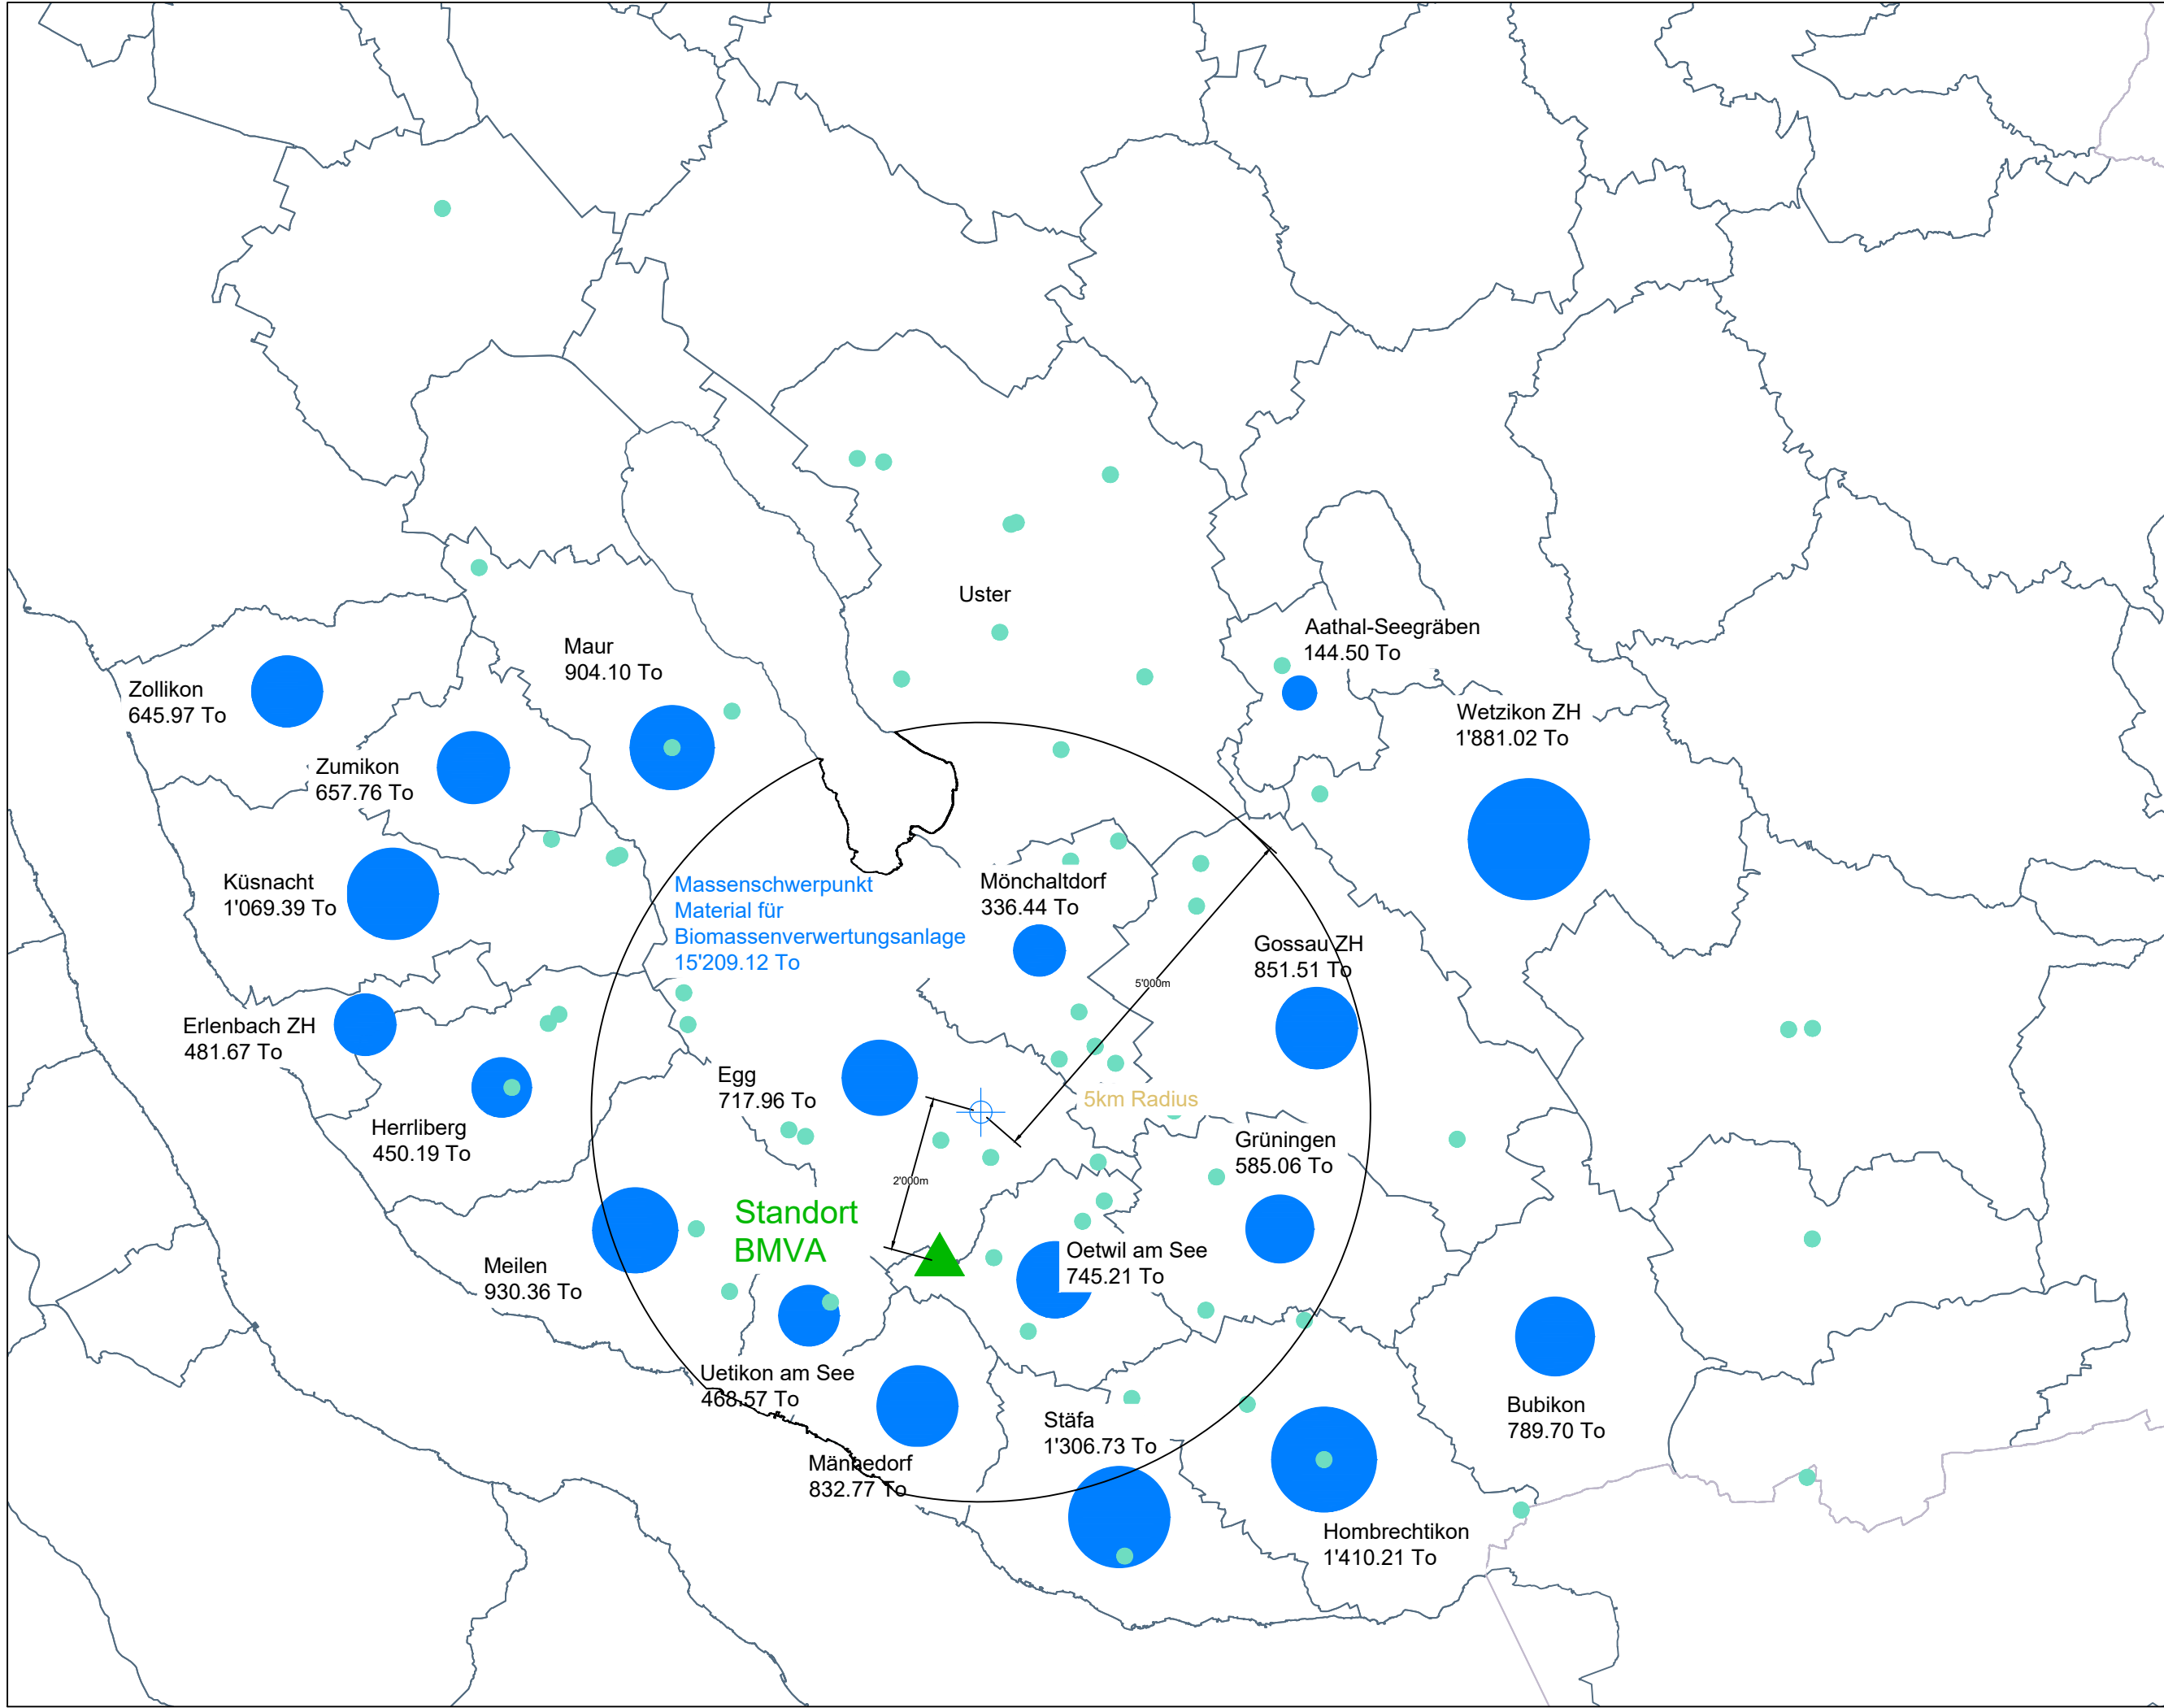 Uster
Aathal-Seegräben
144.50 To
Maur
904.10 To
Zollikon
645.97 To
Wetzikon ZH
1'881.02 To
Zumikon
657.76 To
Küsnacht
1'069.39 To
Massenschwerpunkt
Material für
Biomassenverwertungsanlage
15'209.12 To
Mönchaltdorf
336.44 To
Gossau ZH
851.51 To
5'000m
Erlenbach ZH
481.67 To
Egg
717.96 To
5km Radius
Herrliberg
450.19 To
Grüningen
585.06 To
2'000m
Standort
BMVA
Oetwil am See
745.21 To
Meilen
930.36 To
Uetikon am See
468.57 To
Bubikon
789.70 To
Stäfa
1'306.73 To
Männedorf
832.77 To
Hombrechtikon
1'410.21 To